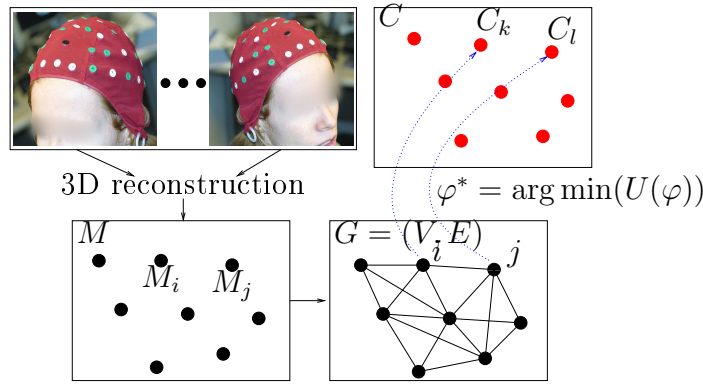 C
C_k
C_l
3D reconstruction
φ* = arg min(U(φ))
M
M_i
M_j
G = (V, E)
i
j